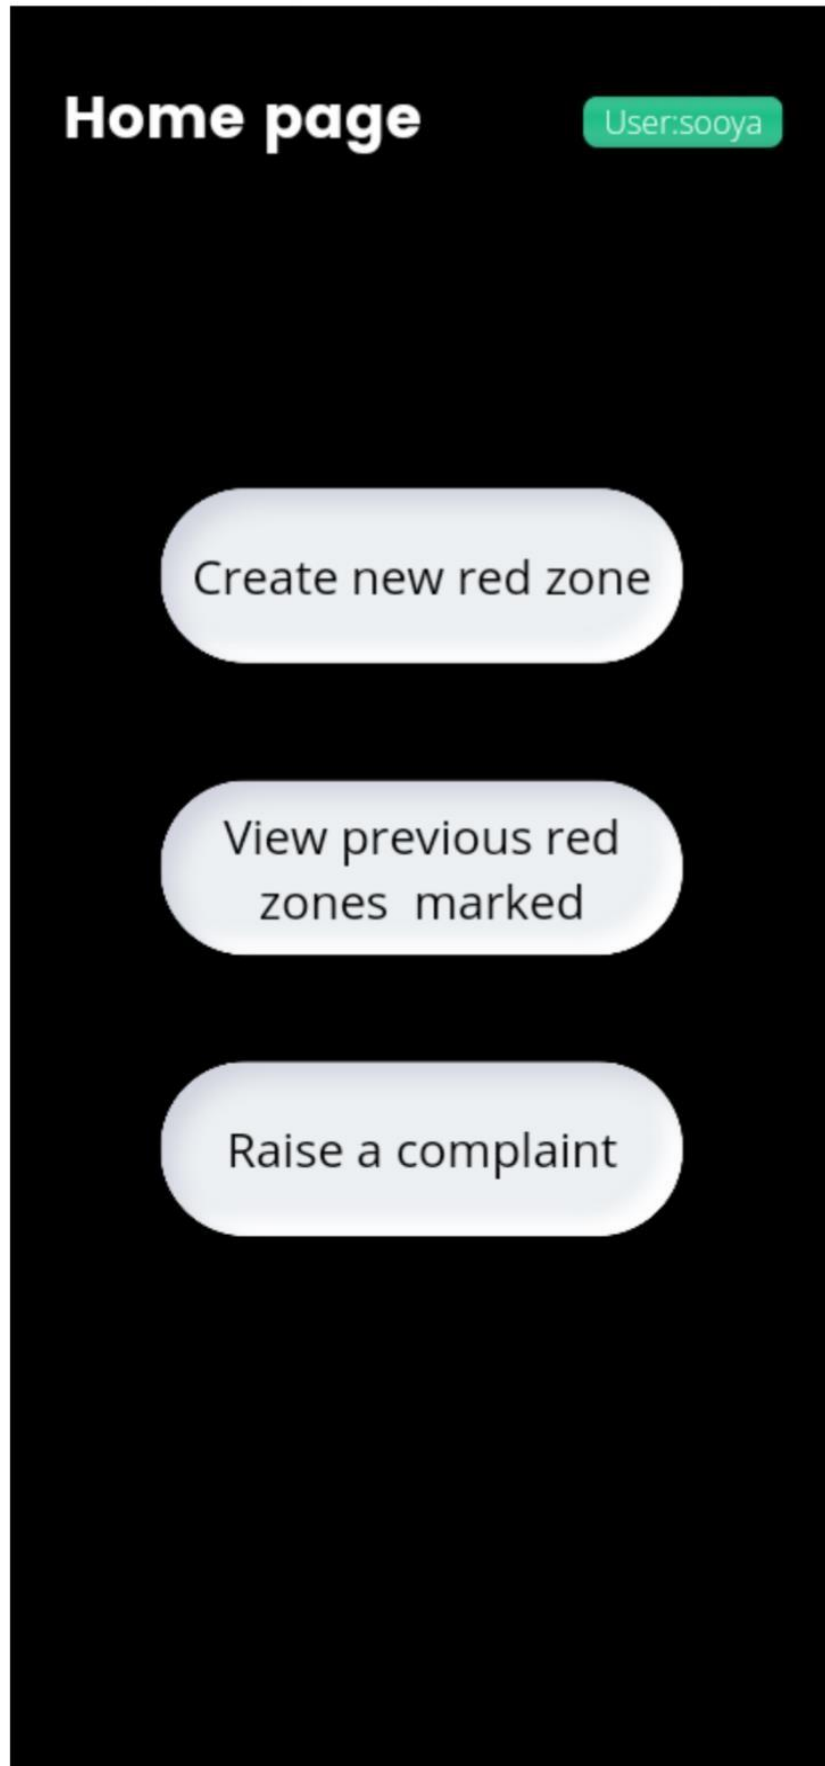 Home page
User:sooya
Create new red zone
View previous red
zones  marked
Raise a complaint